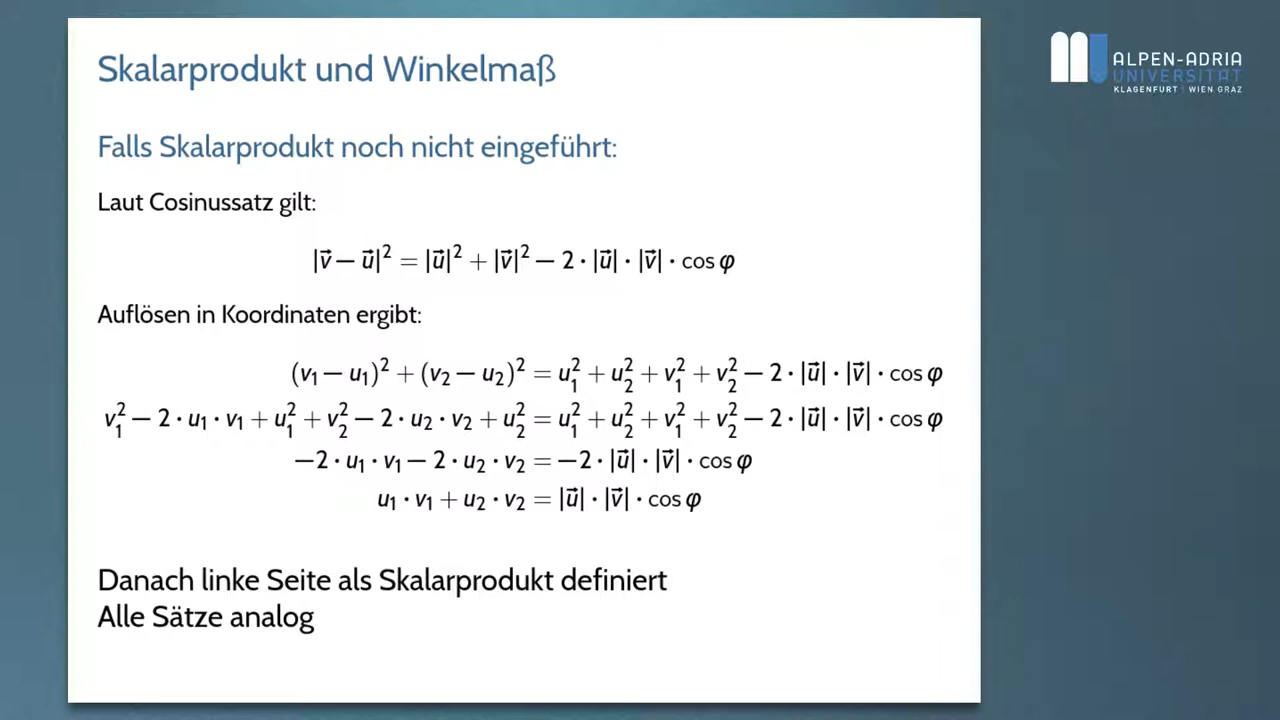 Skalarprodukt und Winkelmaß
ALPEN-ADRIA
UNIVERSITÄT
KLAGENFURT | WIEN GRAZ
Falls Skalarprodukt noch nicht eingeführt:
Laut Cosinussatz gilt:
|v⃗ − u⃗|² = |u⃗|² + |v⃗|² − 2 · |u⃗| · |v⃗| · cos φ
Auflösen in Koordinaten ergibt:
(v₁ − u₁)² + (v₂ − u₂)² = u₁² + u₂² + v₁² + v₂² − 2 · |u⃗| · |v⃗| · cos φ
v₁² − 2 · u₁ · v₁ + u₁² + v₂² − 2 · u₂ · v₂ + u₂² = u₁² + u₂² + v₁² + v₂² − 2 · |u⃗| · |v⃗| · cos φ
−2 · u₁ · v₁ − 2 · u₂ · v₂ = −2 · |u⃗| · |v⃗| · cos φ
u₁ · v₁ + u₂ · v₂ = |u⃗| · |v⃗| · cos φ
Danach linke Seite als Skalarprodukt definiert
Alle Sätze analog